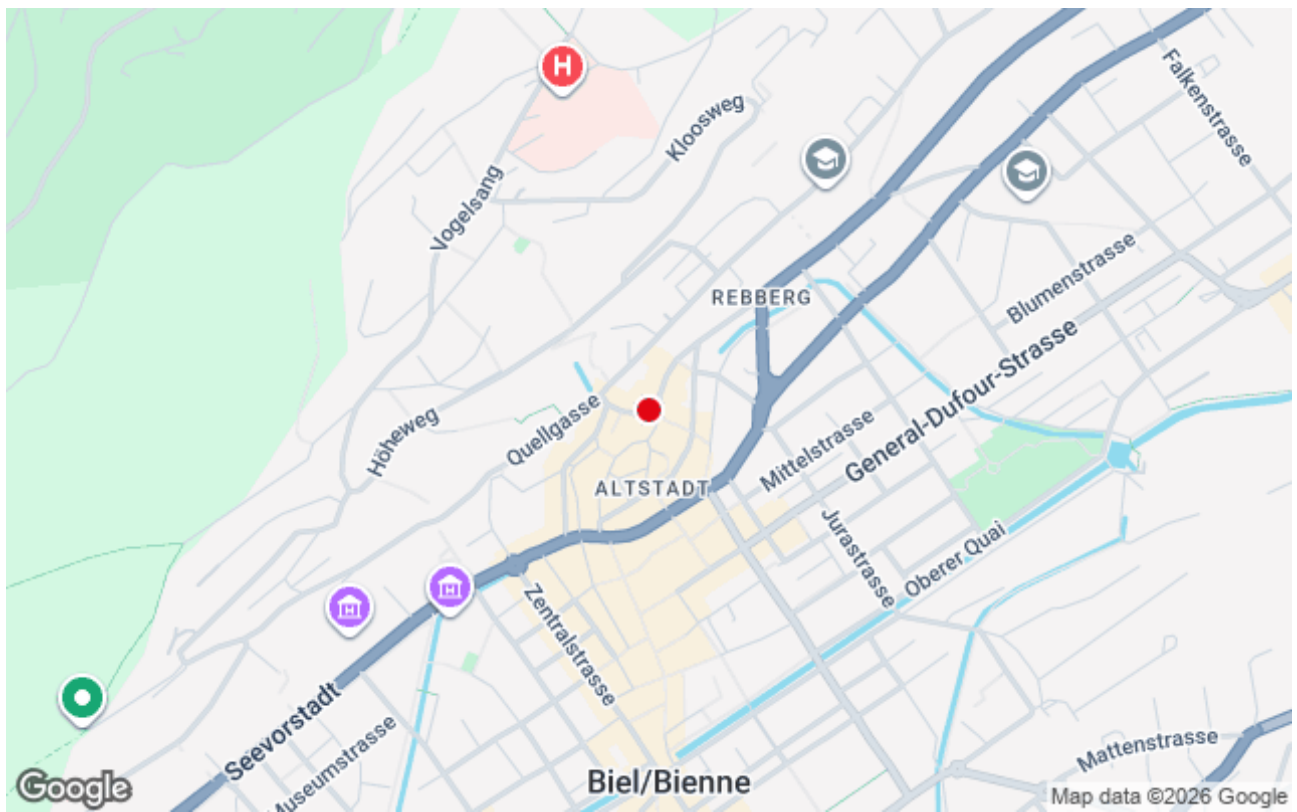 H
Falkenstrasse
Kloosweg
Vogelsang
REBBERG
Blumenstrasse
General-Dufour-Strasse
Quellgasse
Höheweg
Mittelstrasse
ALTSTADT
Jurastrasse
Oberer Quai
Zentralstrasse
Seevorstadt
Museumstrasse
Mattenstrasse
Biel/Bienne
Google
Map data ©2026 Google